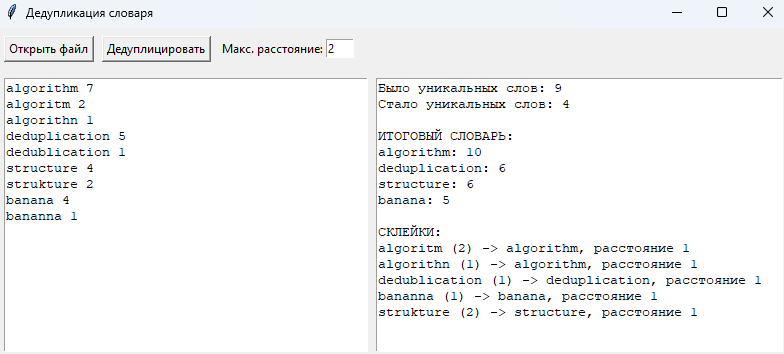 Дедупликация словаря
Открыть файл Дедуплицировать Макс. расстояние: 2
algorithm 7
algoritm 2
algorithn 1
deduplication 5
dedublication 1
structure 4
strukture 2
banana 4
bananna 1
Было уникальных слов: 9
Стало уникальных слов: 4
ИТОГОВЫЙ СЛОВАРЬ:
algorithm: 10
deduplication: 6
structure: 6
banana: 5
СКЛЕЙКИ:
algoritm (2) -> algorithm, расстояние 1
algorithn (1) -> algorithm, расстояние 1
dedublication (1) -> deduplication, расстояние 1
bananna (1) -> banana, расстояние 1
strukture (2) -> structure, расстояние 1